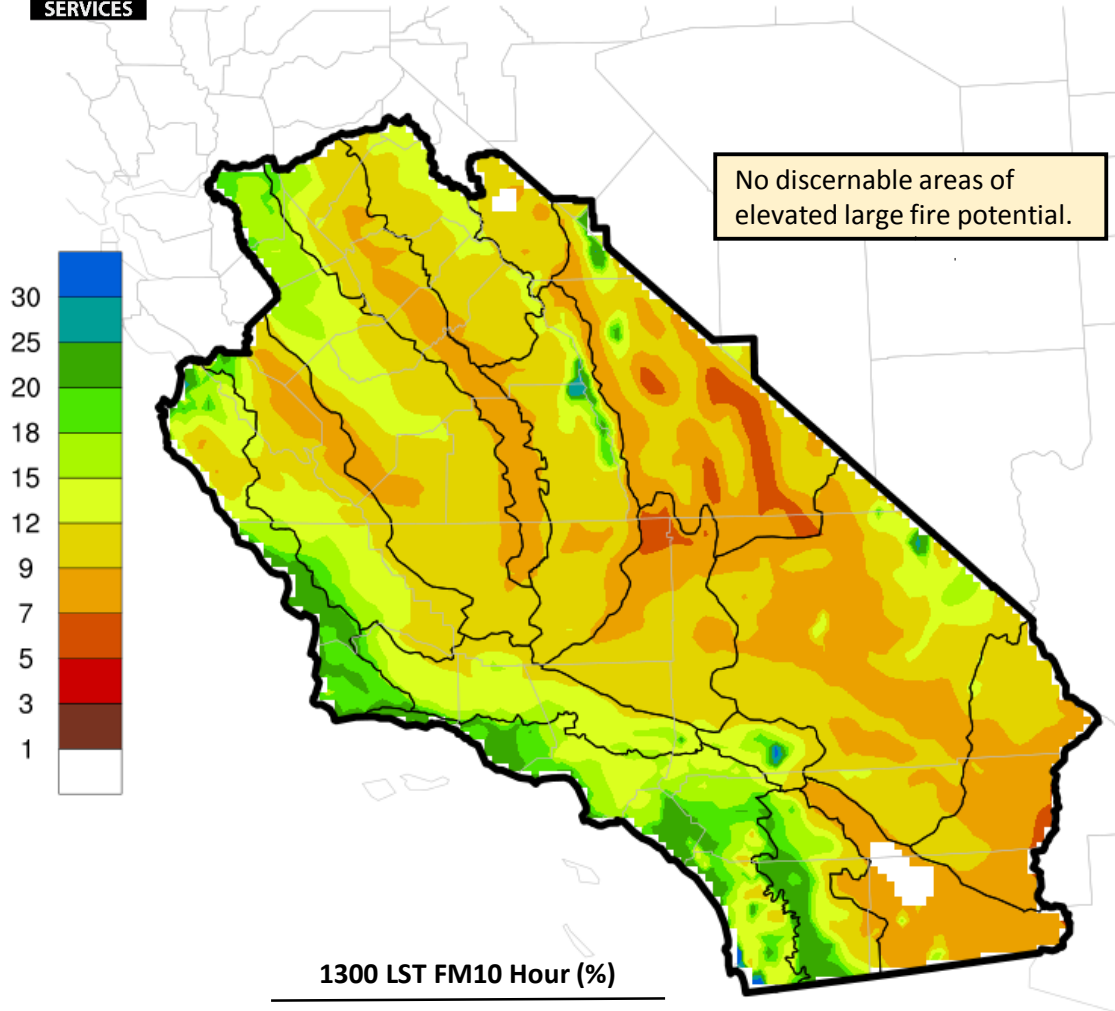 SERVICES
No discernable areas of
elevated large fire potential.
30
25
20
18
15
12
9
7
5
3
1
1300 LST FM10 Hour (%)